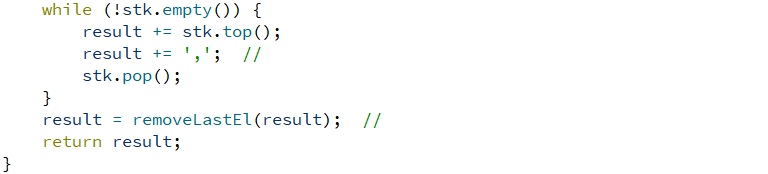 while (!stk.empty()) {
result += stk.top();
result += ',';  //
stk.pop();
}
result = removeLastEl(result);  //
return result;
}